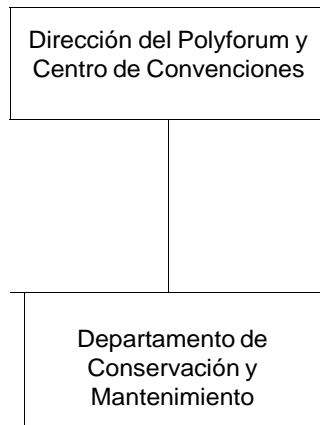 Dirección del Polyforum y
Centro de Convenciones
Departamento de
Conservación y
Mantenimiento